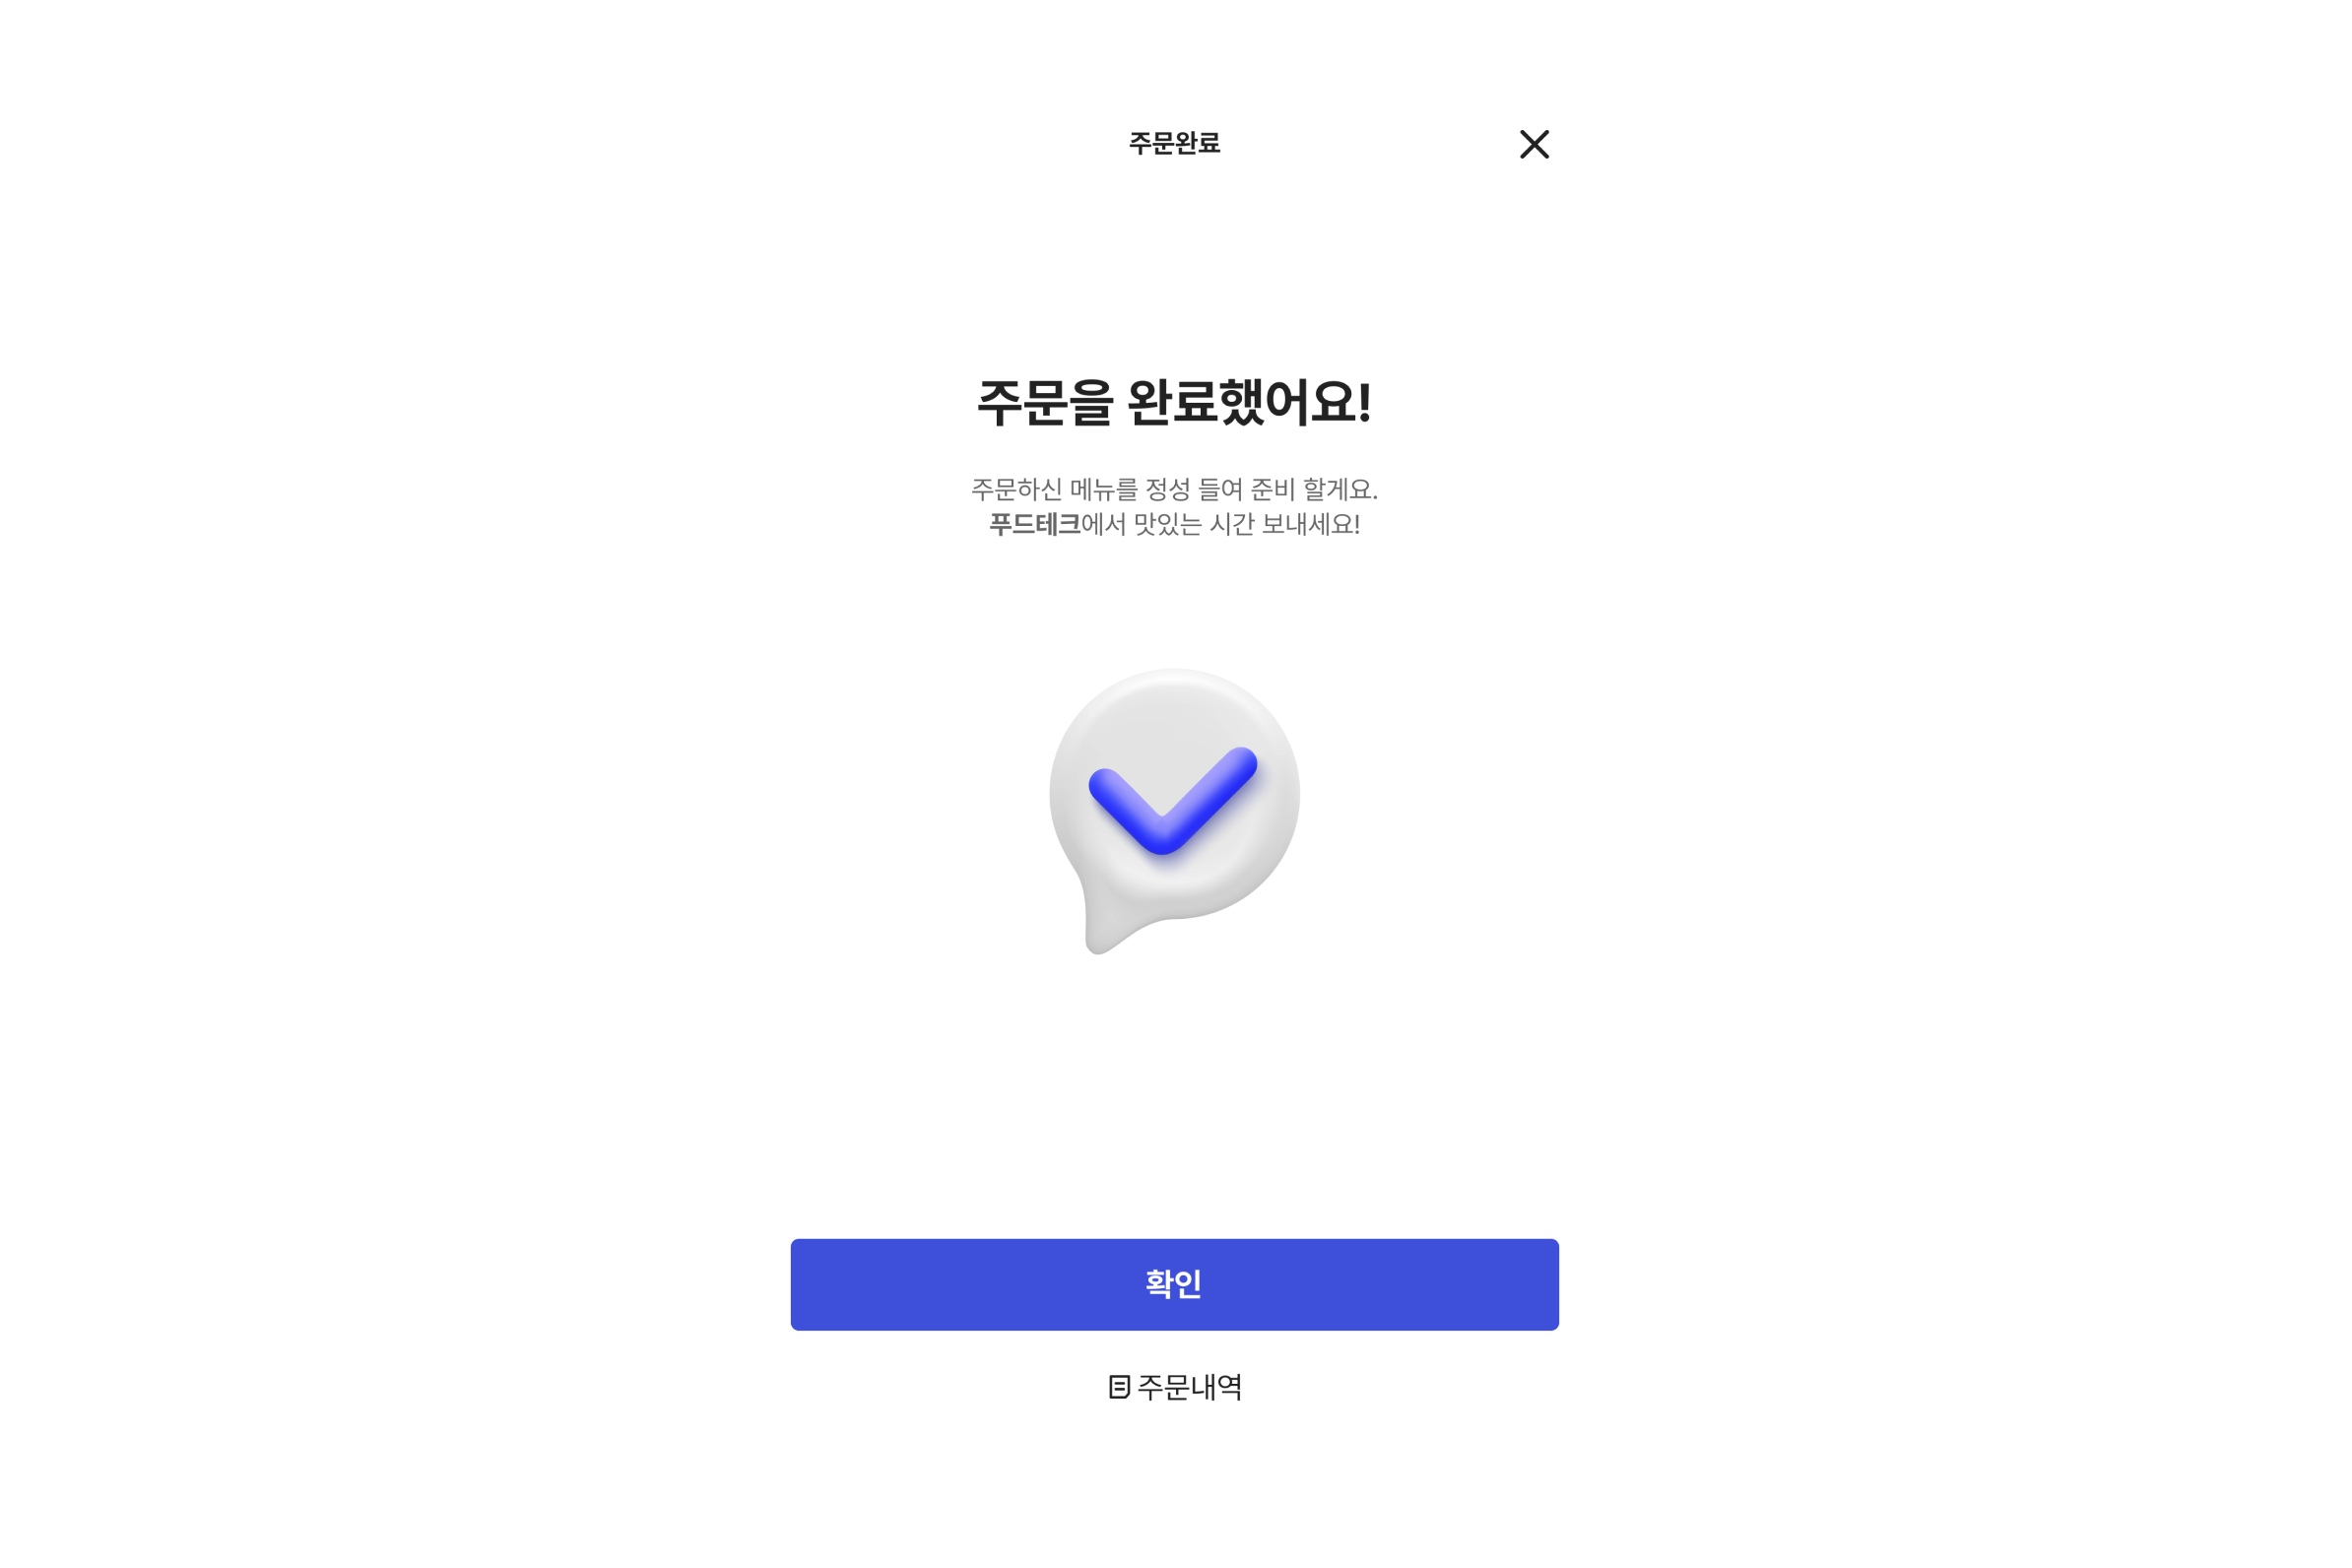 주문완료
주문을 완료했어요!
주문하신 메뉴를 정성 들여 준비 할게요.
푸드테크에서 맛있는 시간 보내세요!
확인
주문내역